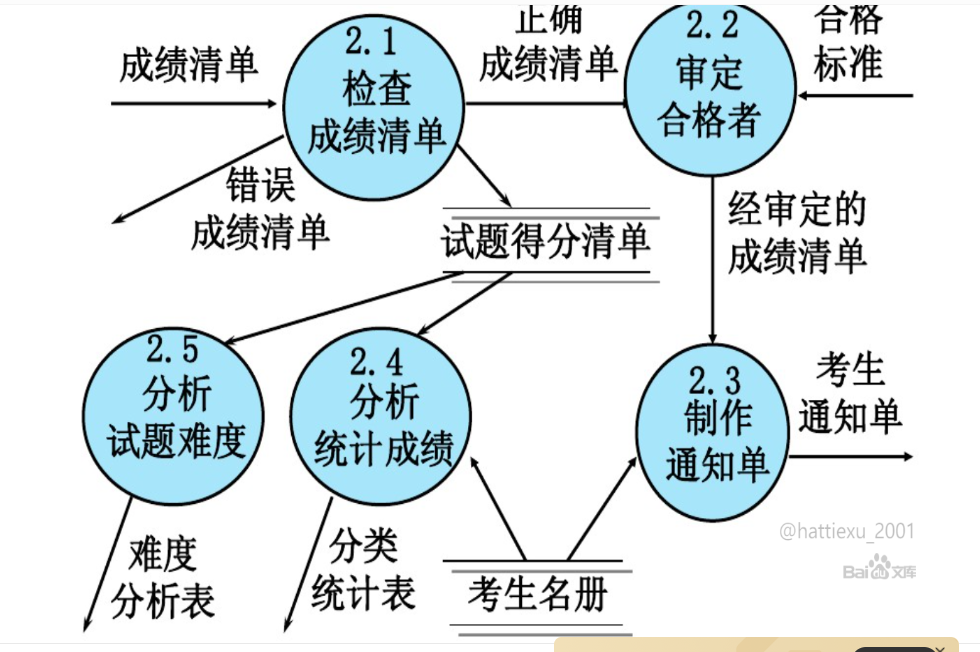 正确
合格
成绩清单
2.1
检查
成绩清单
成绩清单
2.2
审定
合格者
标准
错误
成绩清单
试题得分清单
经审定的
成绩清单
2.5
分析
试题难度
2.4
分析
统计成绩
2.3
制作
通知单
考生
通知单
难度
分析表
分类
统计表
考生名册
@hattiexu_2001
Bai du 文库